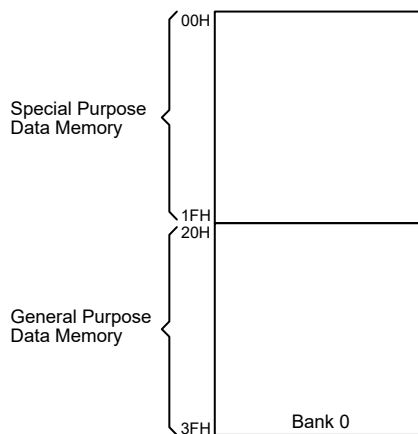 00H
Special Purpose
Data Memory
1FH
20H
General Purpose
Data Memory
3FH
Bank 0